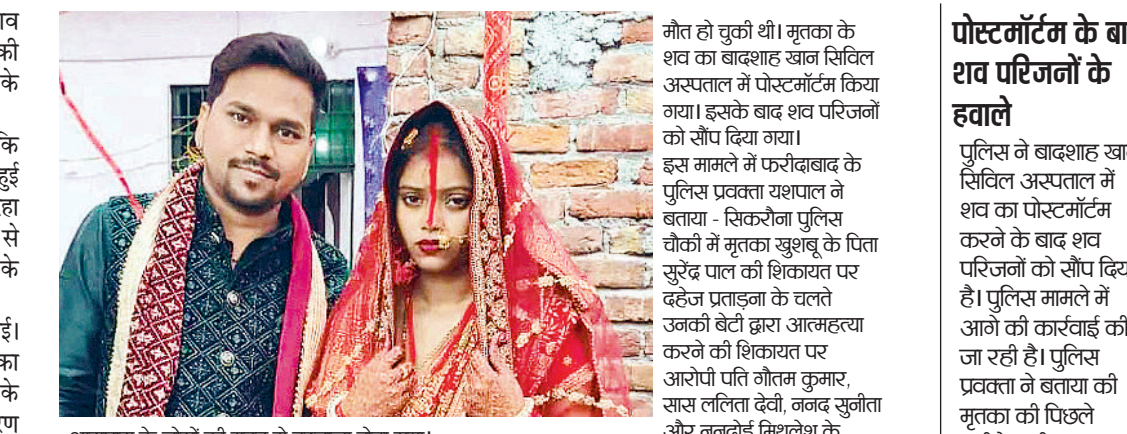 की
के
कि
हुई
से
के
ई।
का
के
मौत हो चुकी थी। मृतका के
शव का बादशाह खान सिविल
अस्पताल में पोस्टमॉर्टम किया
गया। इसके बाद शव परिजनों
को सौंप दिया गया।
इस मामले में फरीदाबाद के
पुलिस प्रवक्ता यशपाल ने
बताया - सिकरौना पुलिस
चौकी में मृतका खुशबू के पिता
सुरेंद्र पाल की शिकायत पर
दहेज प्रताड़ना के चलते
उनकी बेटी द्वारा आत्महत्या
करने की शिकायत पर
आरोपी पति गौतम कुमार,
सास ललिता देवी, ननद सुनीता
और ननदोई मिथलेश के
पोस्टमॉर्टम के बा
शव परिजनों के
हवाले
पुलिस ने बादशाह खा
सिविल अस्पताल में
शव का पोस्टमॉर्टम
करने के बाद शव
परिजनों को सौंप दिय
है। पुलिस मामले में
आगे की कार्रवाई की
जा रही है। पुलिस
प्रवक्ता ने बताया की
मृतका की पिछले